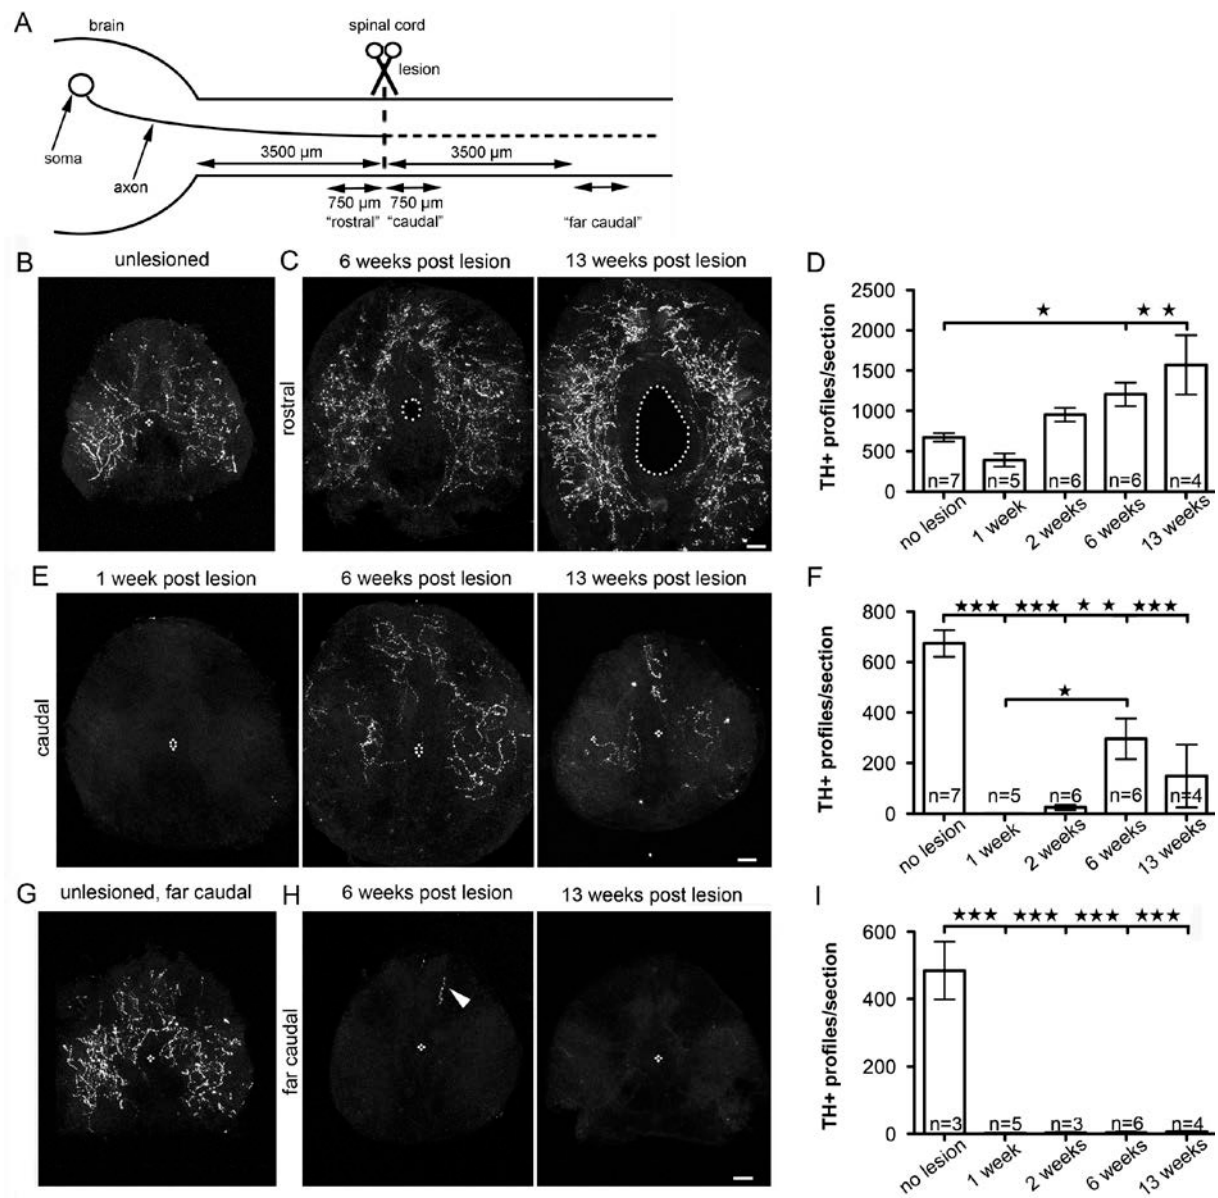 A
brain
spinal cord
lesion
soma
axon
3500 µm
3500 µm
750 µm
"rostral"
750 µm
"caudal"
"far caudal"
B
unlesioned
C
6 weeks post lesion
13 weeks post lesion
rostral
D
TH+ profiles/section
2500
2000
1500
1000
500
0
★
★ ★
n=7
n=5
n=6
n=6
n=4
no lesion
1 week
2 weeks
6 weeks
13 weeks
E
1 week post lesion
6 weeks post lesion
13 weeks post lesion
caudal
F
TH+ profiles/section
800
600
400
200
0
★★★ ★★★ ★ ★ ★★★
★
n=7
n=5
n=6
n=6
n=4
no lesion
1 week
2 weeks
6 weeks
13 weeks
G
unlesioned, far caudal
H
6 weeks post lesion
13 weeks post lesion
far caudal
I
TH+ profiles/section
600
400
200
0
★★★ ★★★ ★★★ ★★★
n=3
n=5
n=3
n=6
n=4
no lesion
1 week
2 weeks
6 weeks
13 weeks